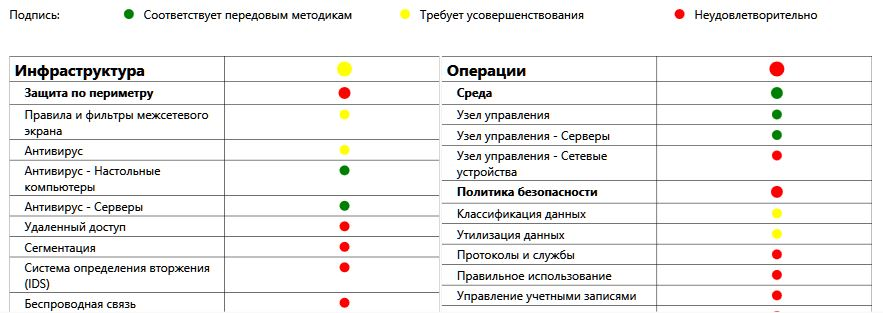 Подпись:
Соответствует передовым методикам
Требует усовершенствования
Неудовлетворительно
Инфраструктура
Защита по периметру
Правила и фильтры межсетевого
экрана
Антивирус
Антивирус - Настольные
компьютеры
Антивирус - Серверы
Удаленный доступ
Сегментация
Система определения вторжения
(IDS)
Беспроводная связь
Операции
Среда
Узел управления
Узел управления - Серверы
Узел управления - Сетевые
устройства
Политика безопасности
Классификация данных
Утилизация данных
Протоколы и службы
Правильное использование
Управление учетными записями